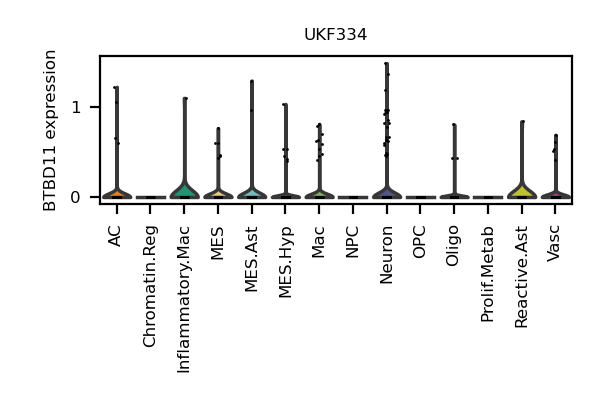 UKF334
BTBD11 expression
1
0
AC
Chromatin.Reg
Inflammatory.Mac
MES
MES.Ast
MES.Hyp
Mac
NPC
Neuron
OPC
Oligo
Prolif.Metab
Reactive.Ast
Vasc